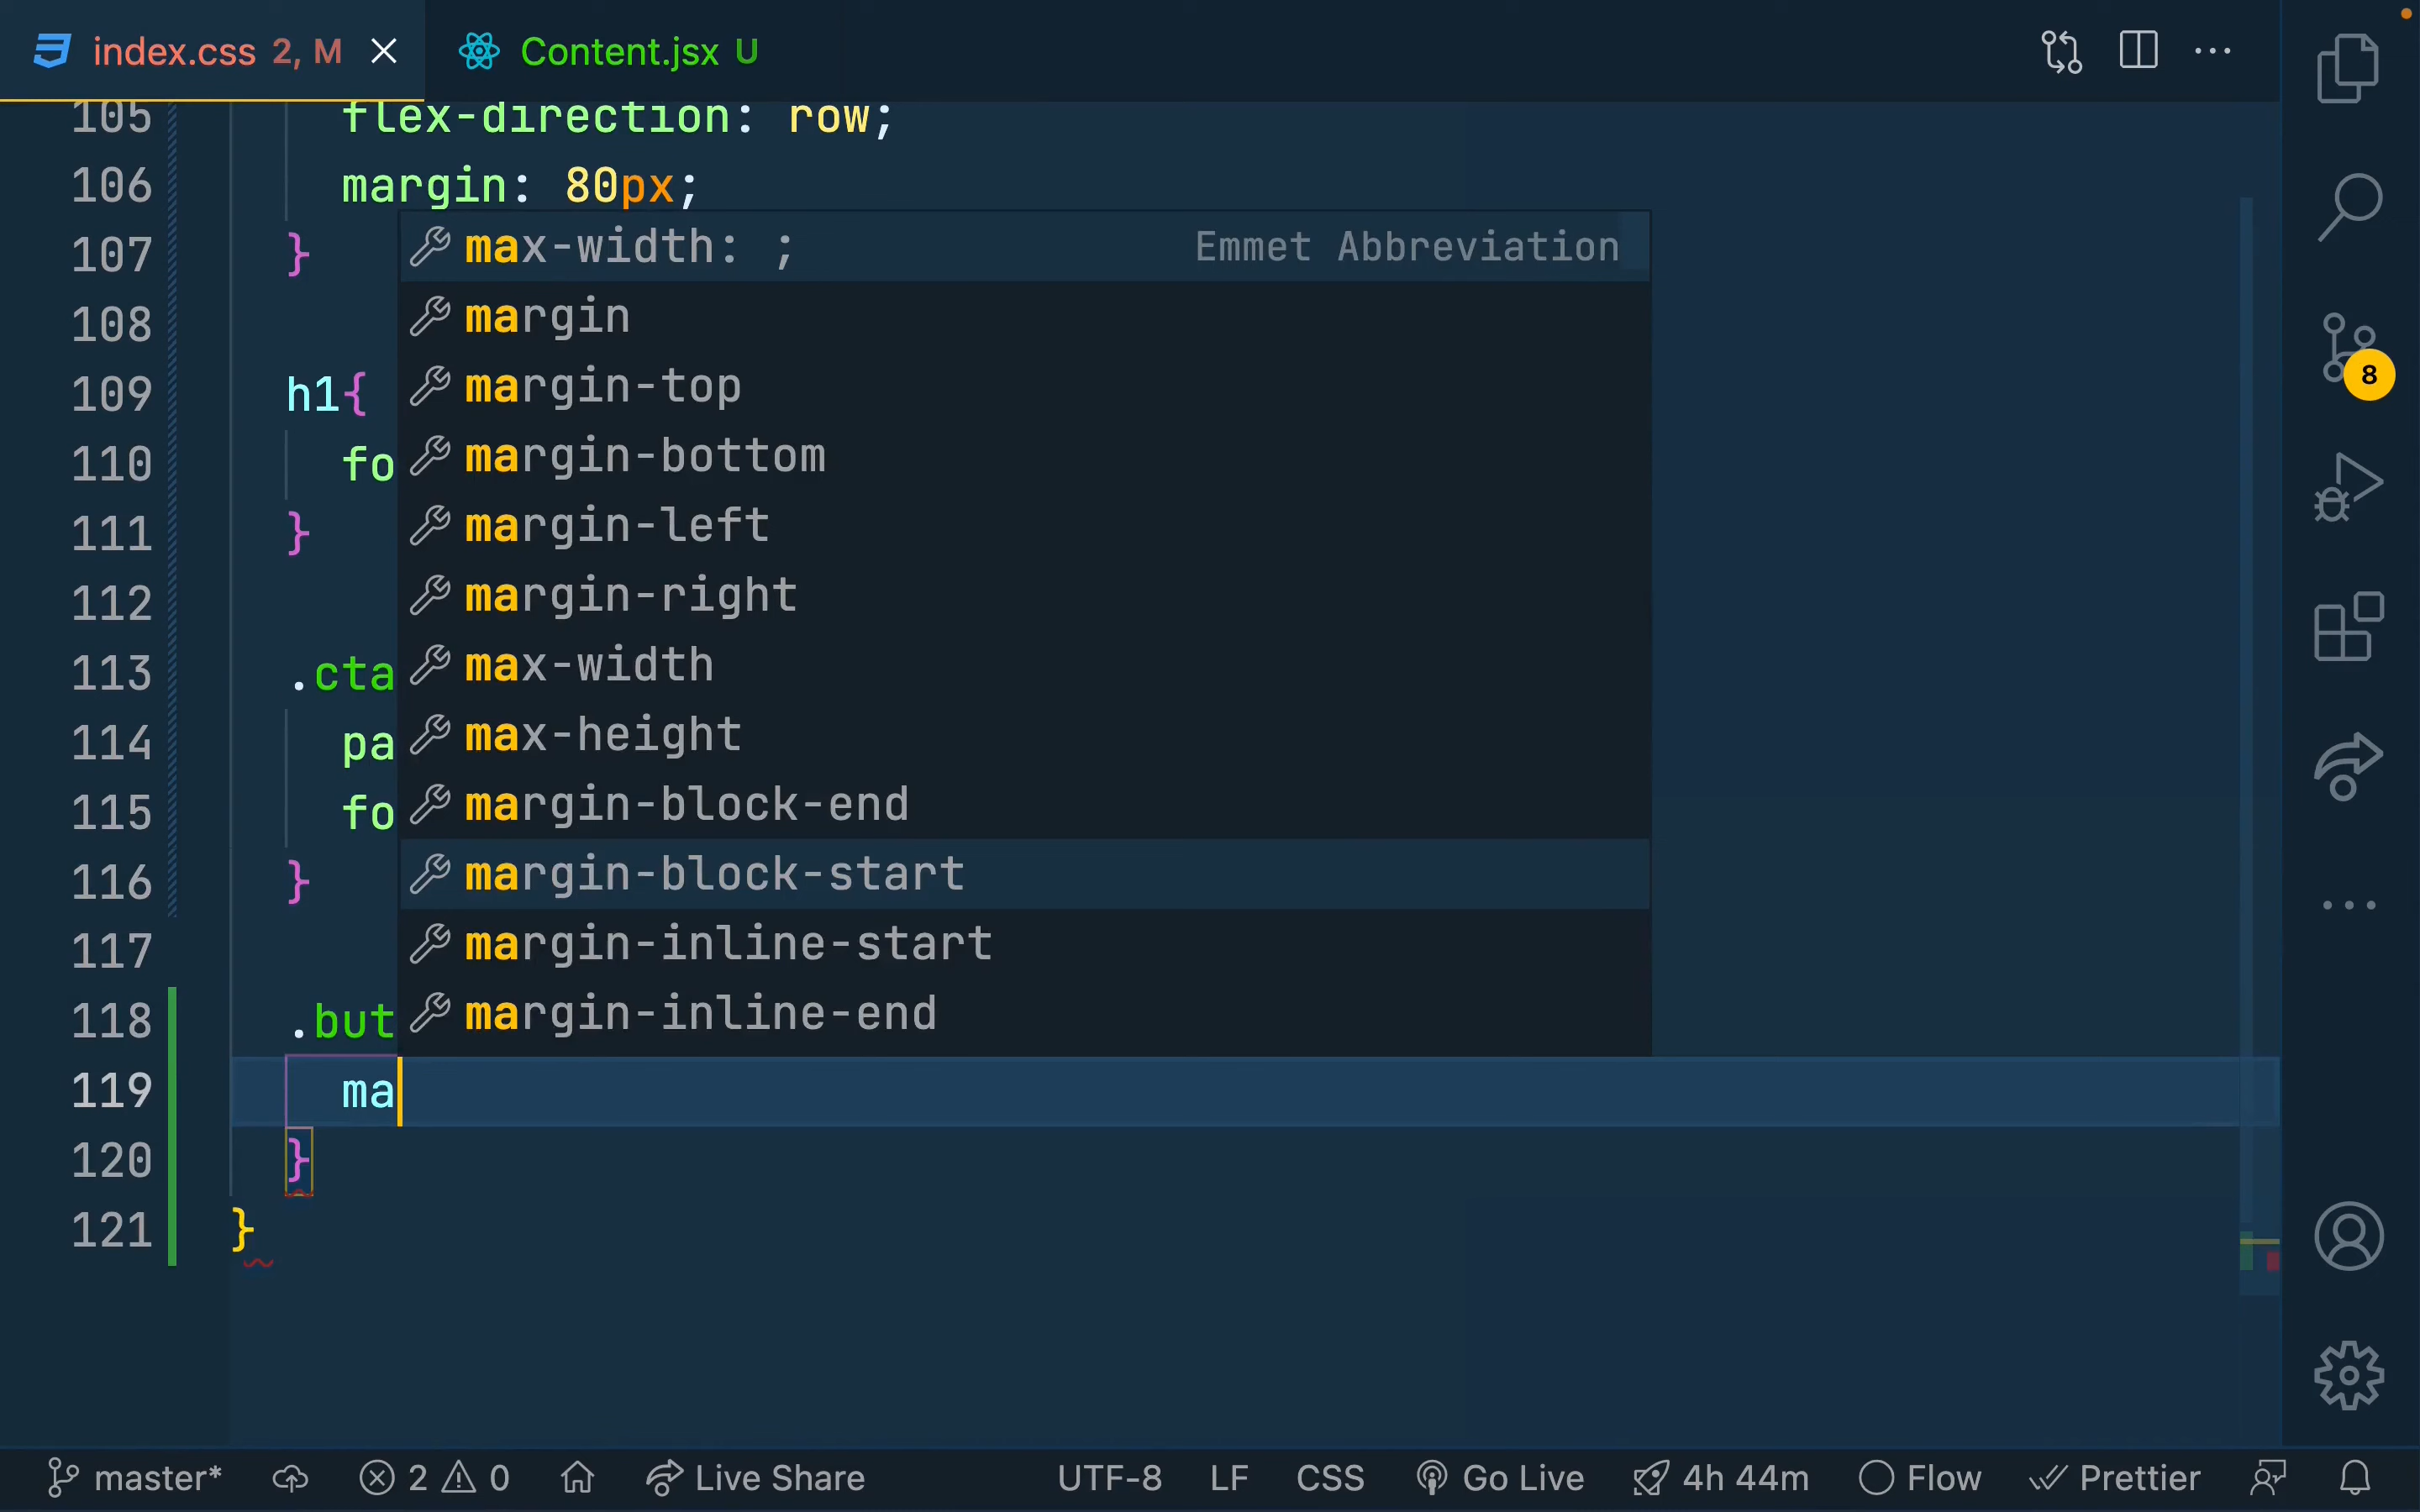 index.css 2, M
Content.jsx U
105 flex-direction: row;
106 margin: 80px;
107 }
108
109 h1{
110 fo
111 }
112
113 .cta
114 pa
115 fo
116 }
117
118 .but
119 ma
120 }
121 }
max-width: ; Emmet Abbreviation
margin
margin-top
margin-bottom
margin-left
margin-right
max-width
max-height
margin-block-end
margin-block-start
margin-inline-start
margin-inline-end
8
master* 2 0 Live Share UTF-8 LF CSS Go Live 4h 44m Flow Prettier